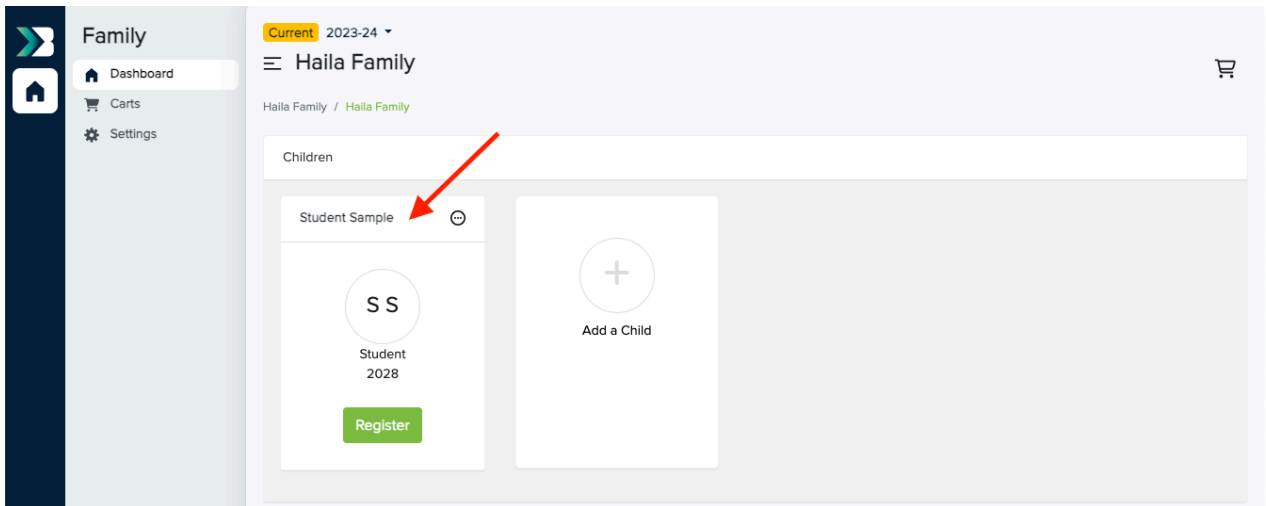 Family
Dashboard
Carts
Settings
Current 2023-24
Haila Family
Haila Family / Haila Family
Children
Student Sample
S S
Student
2028
Register
Add a Child